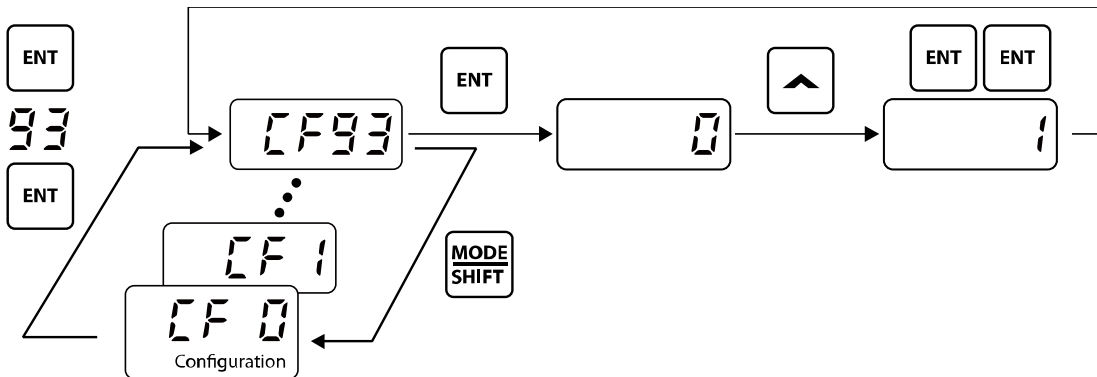 ENT
93
ENT
CF93
ENT
0
ENT
ENT
1
CF 1
CF 0
Configuration
MODE
SHIFT